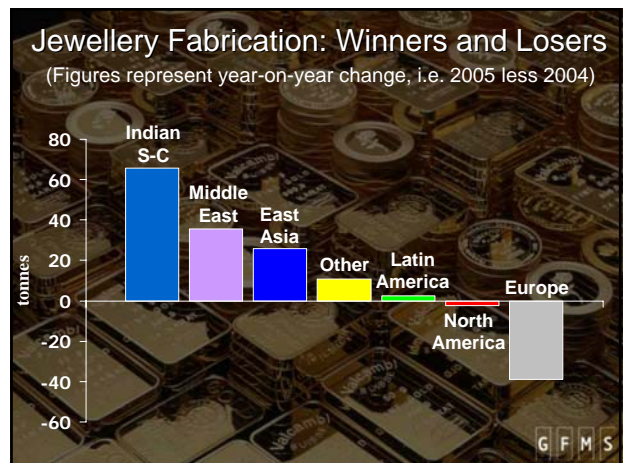 Jewellery Fabrication: Winners and Losers
(Figures represent year-on-year change, i.e. 2005 less 2004)
80
60
40
20
0
-20
-40
-60
tonnes
Indian
S-C
Middle
East
East
Asia
Other
Latin
America
North
America
Europe
G F M S